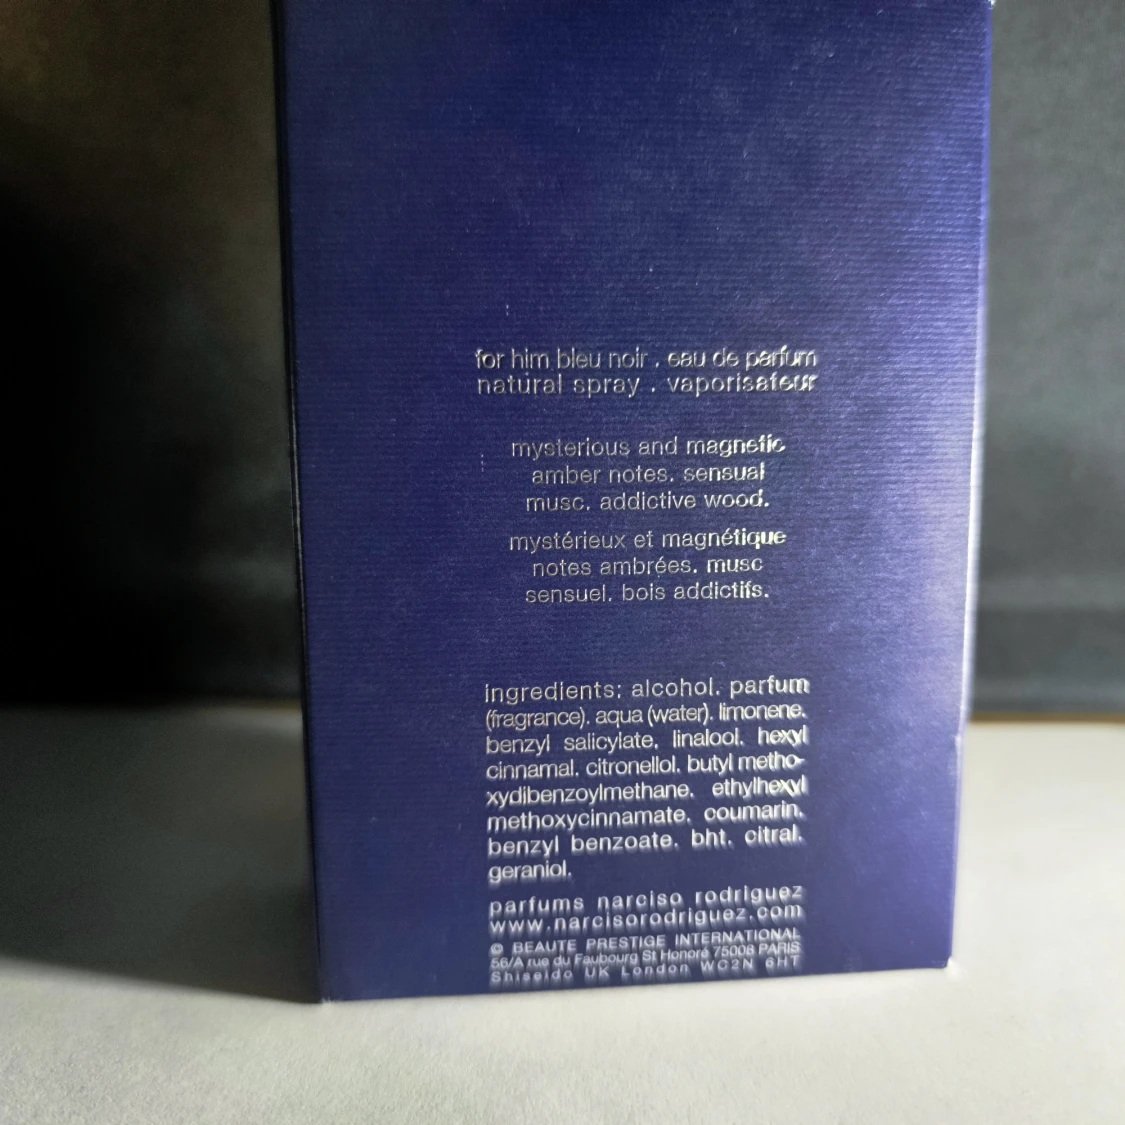 for him bleu noir . eau de parfum
natural spray . vaporisateur
mysterious and magnetic
amber notes. sensual
musc. addictive wood.
mystérieux et magnétique
notes ambrées. musc
sensuel. bois addictifs.
ingredients: alcohol. parfum
(fragrance). aqua (water). limonene.
benzyl salicylate. linalool. hexyl
cinnamal. citronellol. butyl metho-
xydibenzoylmethane. ethylhexyl
methoxycinnamate. coumarin.
benzyl benzoate. bht. citral.
geraniol.
parfums narciso rodriguez
www.narcisorodriguez.com
© BEAUTE PRESTIGE INTERNATIONAL
56/A rue du Faubourg St Honoré 75008 PARIS
Shiseido UK London WC2N 6HT